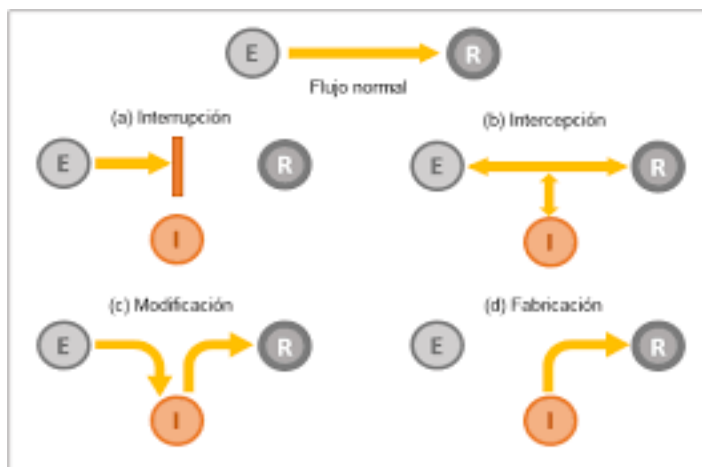 E R
Flujo normal
(a) Interrupción
(b) Intercepción
E R
E R
I
I
(c) Modificación
(d) Fabricación
E R
E R
I
I